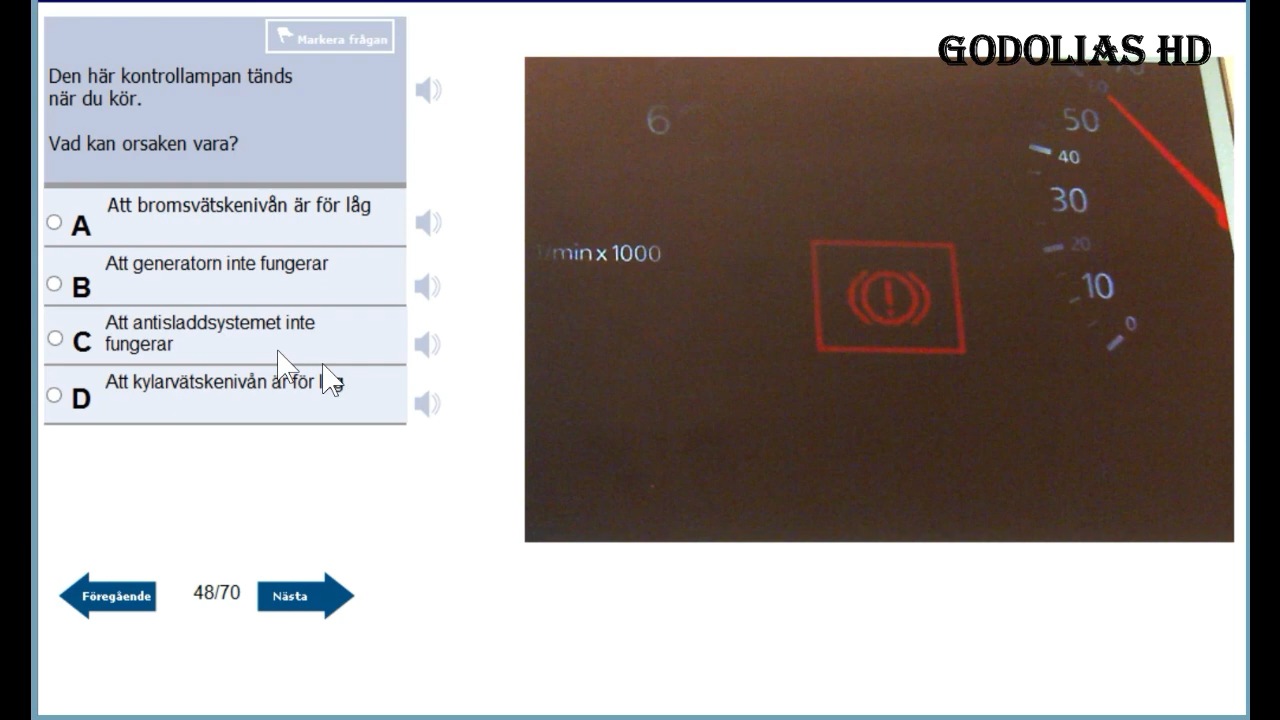 GODOLIAS HD
Markera frågan
Den här kontrollampan tänds
när du kör.
Vad kan orsaken vara?
A
Att bromsvätskenivån är för låg
B
Att generatorn inte fungerar
C
Att antisladdsystemet inte
fungerar
D
Att kylarvätskenivån är för
Föregående
48/70
Nästa
6
min x 1000
50
40
30
20
10
0